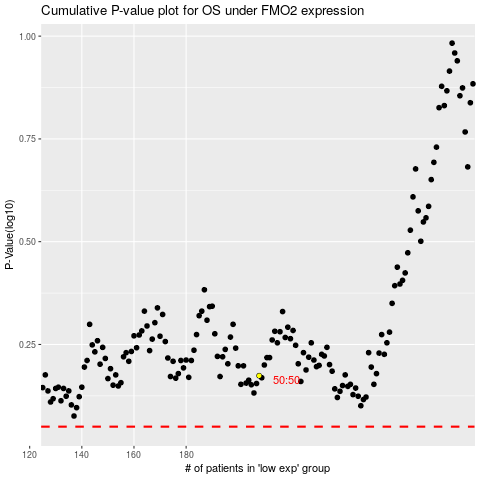 Cumulative P-value plot for OS under FMO2 expression
P-Value(log10)
1.00
0.75
0.50
0.25
50:50
120 140 160 180
# of patients in 'low exp' group